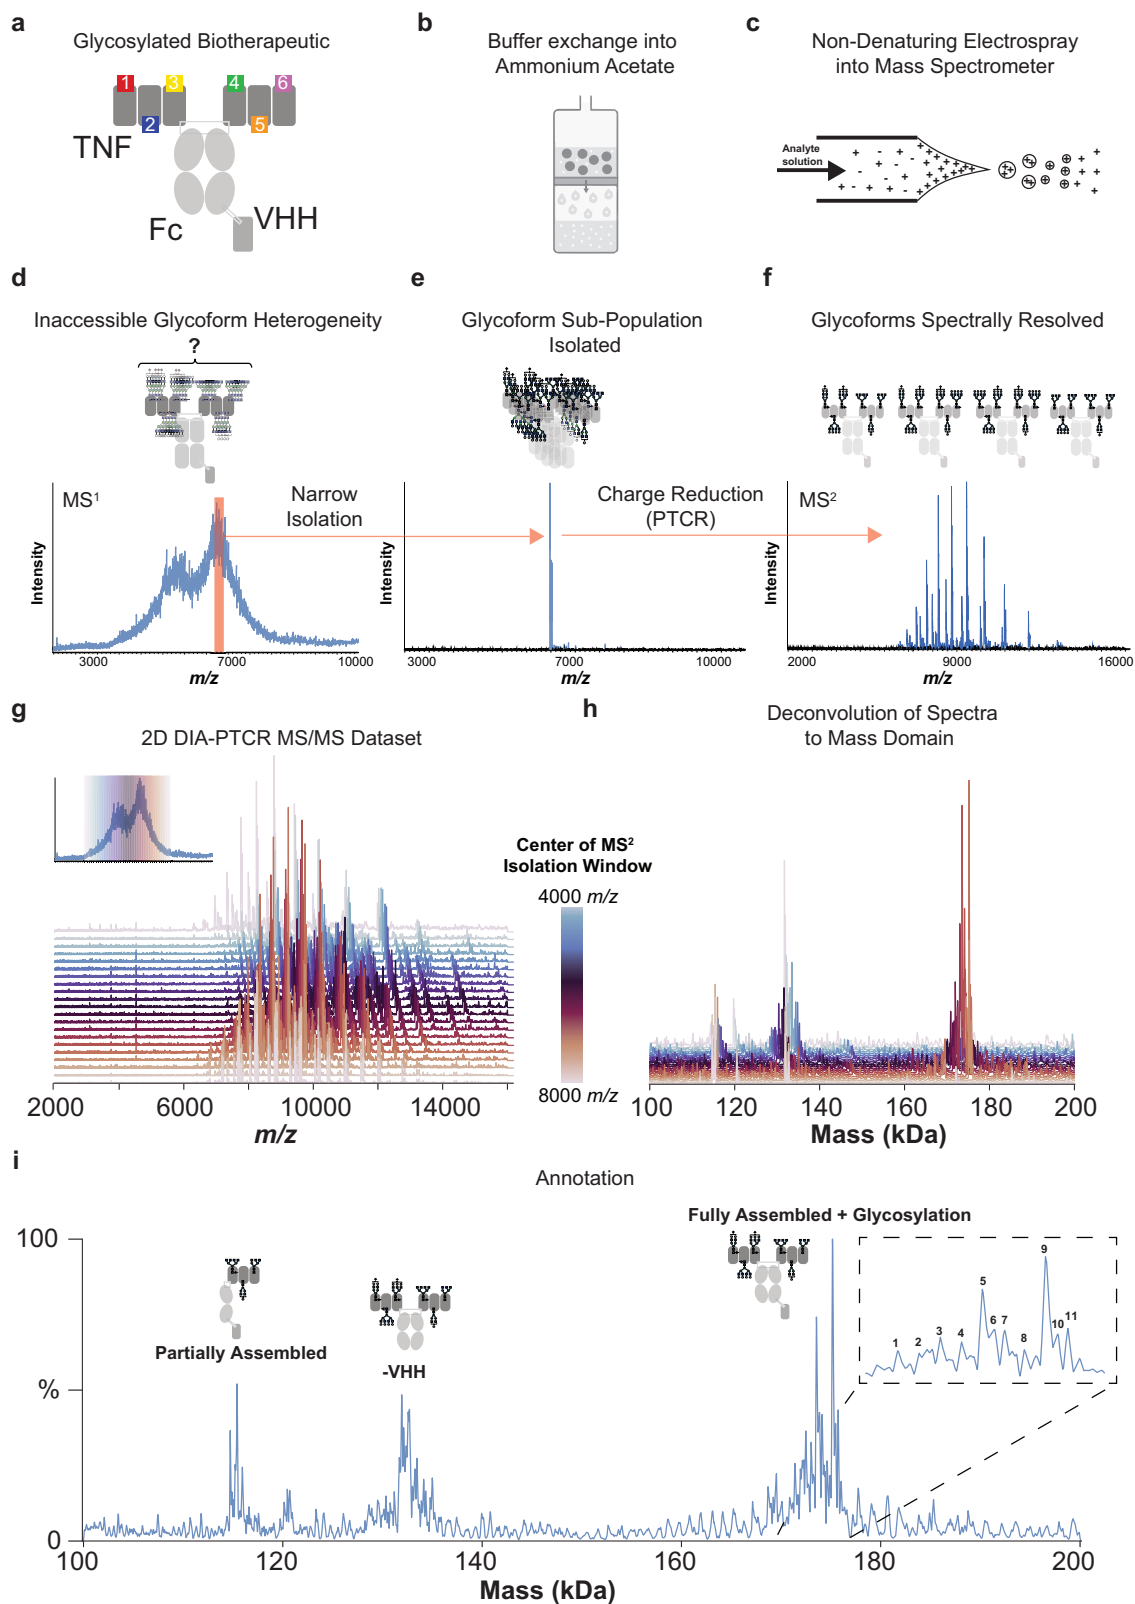 a
Glycosylated Biotherapeutic
1
3
4
6
2
5
TNF
Fc
VHH
b
Buffer exchange into
Ammonium Acetate
c
Non-Denaturing Electrospray
into Mass Spectrometer
Analyte
solution
d
Inaccessible Glycoform Heterogeneity
?
e
Glycoform Sub-Population
Isolated
f
Glycoforms Spectrally Resolved
MS¹
Narrow
Isolation
Charge Reduction
(PTCR)
MS²
Intensity
Intensity
Intensity
3000
7000
10000
m/z
3000
7000
10000
m/z
2000
9000
16000
m/z
g
2D DIA-PTCR MS/MS Dataset
Center of MS²
Isolation Window
4000 m/z
8000 m/z
2000
6000
10000
14000
m/z
h
Deconvolution of Spectra
to Mass Domain
100
120
140
160
180
200
Mass (kDa)
i
Annotation
Fully Assembled + Glycosylation
Partially Assembled
-VHH
1
2
3
4
5
6
7
8
9
10
11
100
%
0
100
120
140
160
180
200
Mass (kDa)